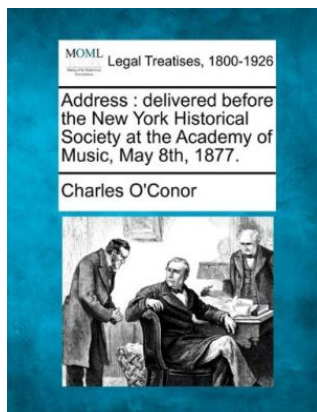 MOML Legal Treatises, 1800-1926
Address : delivered before
the New York Historical
Society at the Academy of
Music, May 8th, 1877.
Charles O'Conor